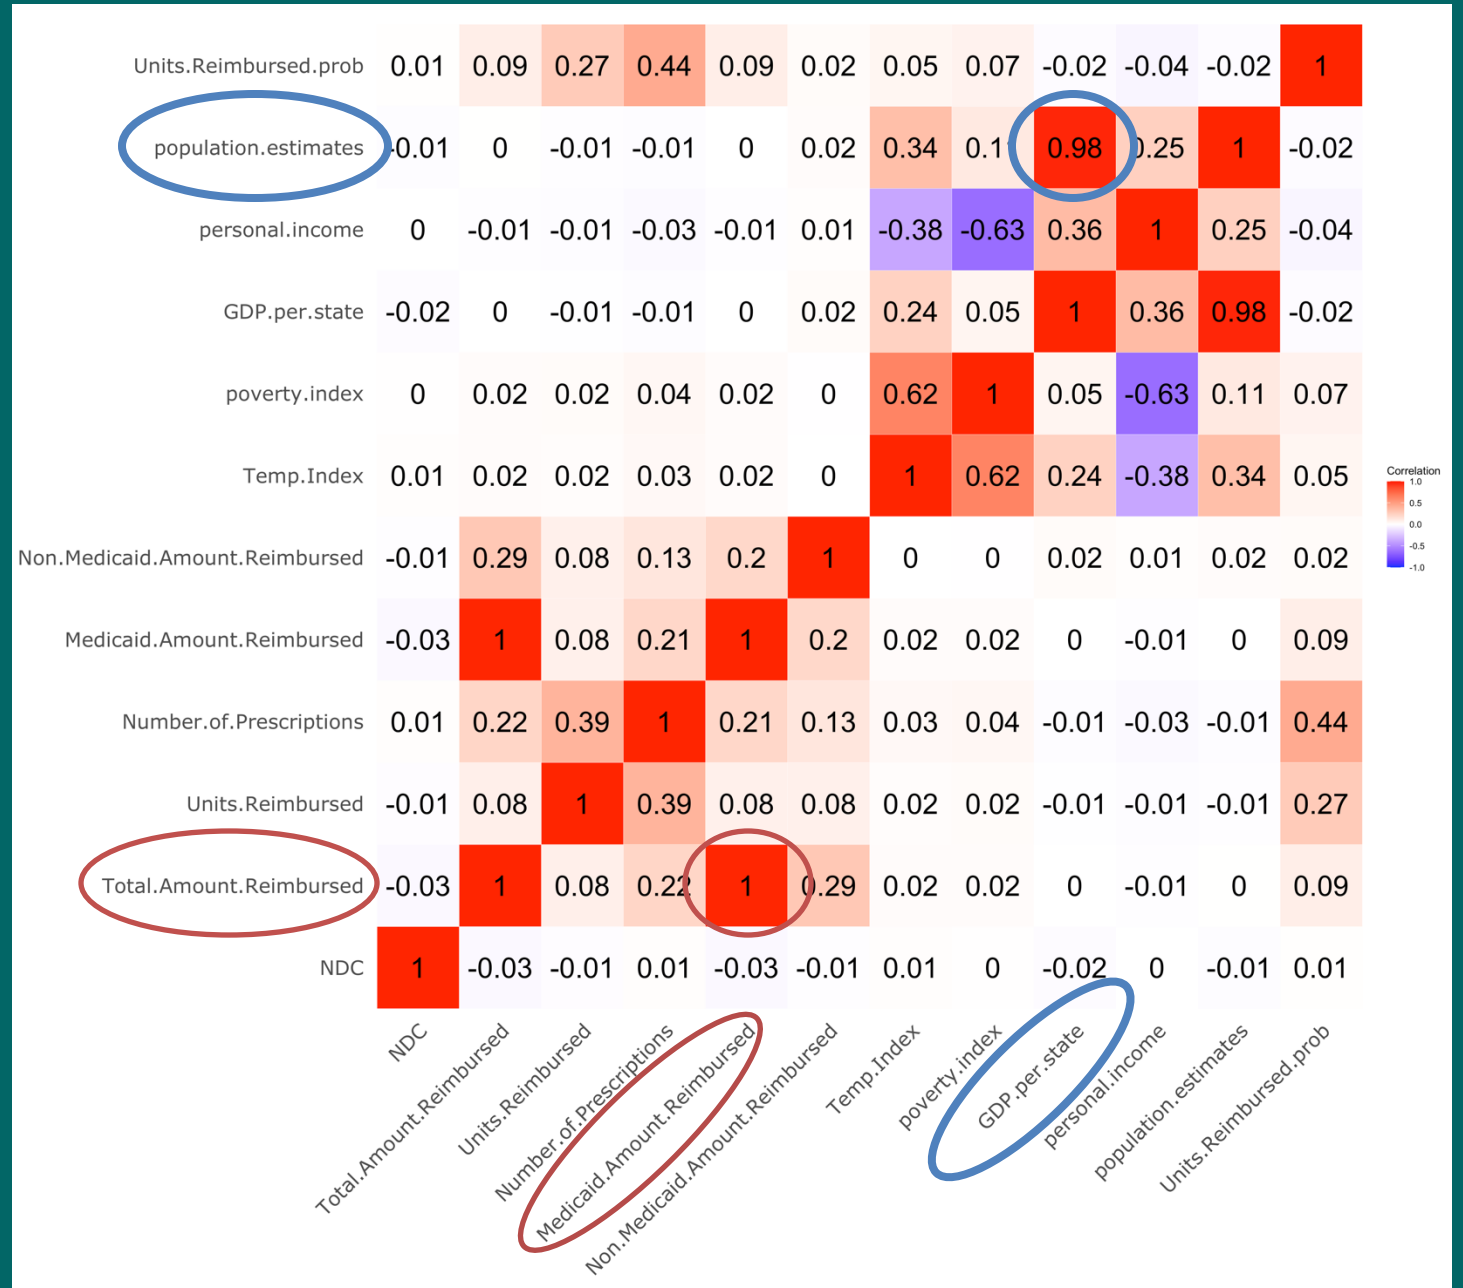 Units.Reimbursed.prob 0.01 0.09 0.27 0.44 0.09 0.02 0.05 0.07 -0.02 -0.04 -0.02 1
population.estimates -0.01 0 -0.01 -0.01 0 0.02 0.34 0.11 0.98 0.25 1 -0.02
personal.income 0 -0.01 -0.01 -0.03 -0.01 0.01 -0.38 -0.63 0.36 1 0.25 -0.04
GDP.per.state -0.02 0 -0.01 -0.01 0 0.02 0.24 0.05 1 0.36 0.98 -0.02
poverty.index 0 0.02 0.02 0.04 0.02 0 0.62 1 0.05 -0.63 0.11 0.07
Temp.Index 0.01 0.02 0.02 0.03 0.02 0 1 0.62 0.24 -0.38 0.34 0.05
Non.Medicaid.Amount.Reimbursed -0.01 0.29 0.08 0.13 0.2 1 0 0 0.02 0.01 0.02 0.02
Medicaid.Amount.Reimbursed -0.03 1 0.08 0.21 1 0.2 0.02 0.02 0 -0.01 0 0.09
Number.of.Prescriptions 0.01 0.22 0.39 1 0.21 0.13 0.03 0.04 -0.01 -0.03 -0.01 0.44
Units.Reimbursed -0.01 0.08 1 0.39 0.08 0.08 0.02 0.02 -0.01 -0.01 -0.01 0.27
Total.Amount.Reimbursed -0.03 1 0.08 0.22 1 0.29 0.02 0.02 0 -0.01 0 0.09
NDC 1 -0.03 -0.01 0.01 -0.03 -0.01 0.01 0 -0.02 0 -0.01 0.01
NDC
Total.Amount.Reimbursed
Units.Reimbursed
Number.of.Prescriptions
Medicaid.Amount.Reimbursed
Non.Medicaid.Amount.Reimbursed
Temp.Index
poverty.index
GDP.per.state
personal.income
population.estimates
Units.Reimbursed.prob
Correlation
1.0
0.5
0.0
-0.5
-1.0